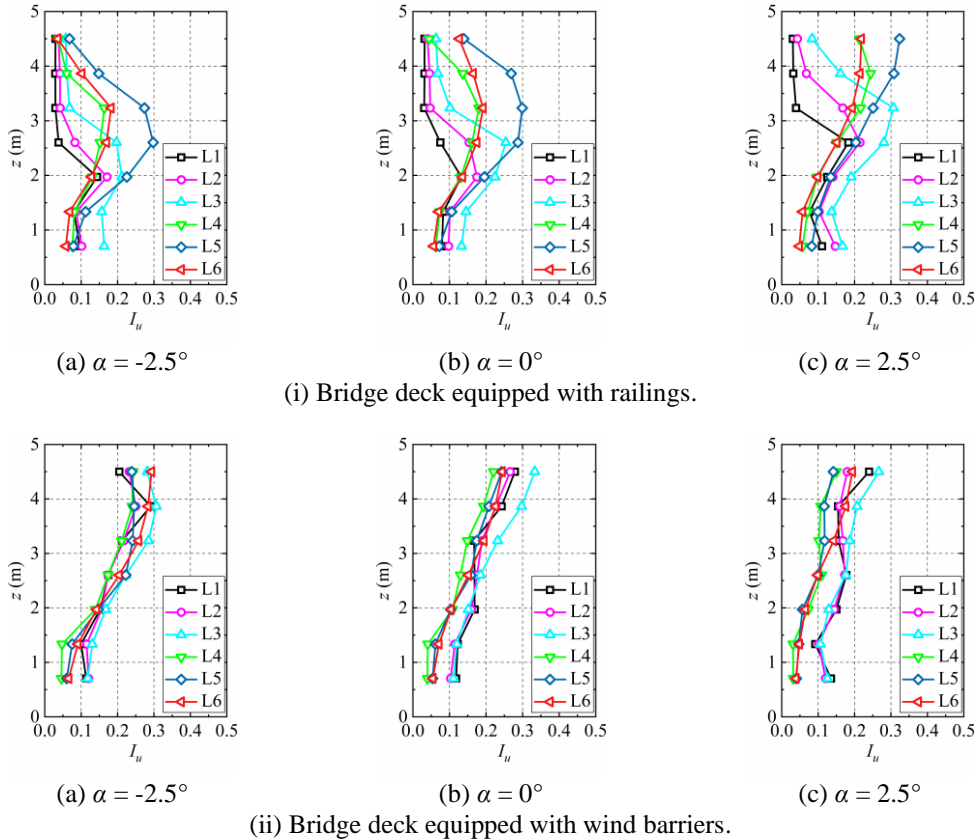 5
4
3
2
1
0
z (m)
L1
L2
L3
L4
L5
L6
0.0 0.1 0.2 0.3 0.4 0.5
Iu
(a) α = -2.5°
5
4
3
2
1
0
z (m)
L1
L2
L3
L4
L5
L6
0.0 0.1 0.2 0.3 0.4 0.5
Iu
(b) α = 0°
5
4
3
2
1
0
z (m)
L1
L2
L3
L4
L5
L6
0.0 0.1 0.2 0.3 0.4 0.5
Iu
(c) α = 2.5°
(i) Bridge deck equipped with railings.
5
4
3
2
1
0
z (m)
L1
L2
L3
L4
L5
L6
0.0 0.1 0.2 0.3 0.4 0.5
Iu
(a) α = -2.5°
5
4
3
2
1
0
z (m)
L1
L2
L3
L4
L5
L6
0.0 0.1 0.2 0.3 0.4 0.5
Iu
(b) α = 0°
5
4
3
2
1
0
z (m)
L1
L2
L3
L4
L5
L6
0.0 0.1 0.2 0.3 0.4 0.5
Iu
(c) α = 2.5°
(ii) Bridge deck equipped with wind barriers.